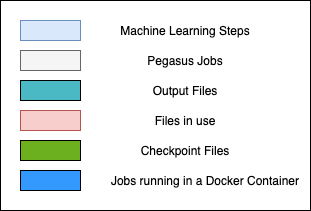 Machine Learning Steps
Pegasus Jobs
Output Files
Files in use
Checkpoint Files
Jobs running in a Docker Container